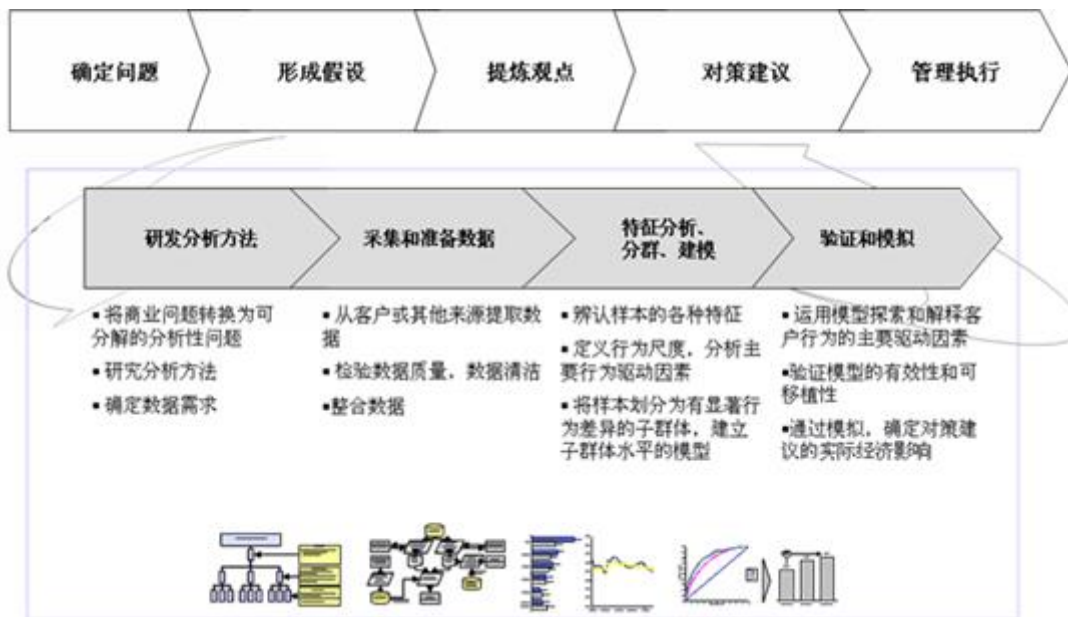 确定问题
形成假设
提炼观点
对策建议
管理执行
研发分析方法
采集和准备数据
特征分析、
分群、建模
验证和模拟
▪将商业问题转换为可
分解的分析性问题
▪研究分析方法
▪确定数据需求
▪从客户或其他来源提取数
据
▪检验数据质量，数据清洁
▪整合数据
▪辨认样本的各种特征
▪定义行为尺度，分析主
要行为驱动因素
▪将样本划分为有显著行
为差异的子群体，建立
子群体水平的模型
▪运用模型探索和解释客
户行为的主要驱动因素
▪验证模型的有效性和可
移植性
▪通过模拟，确定对策建
议的实际经济影响